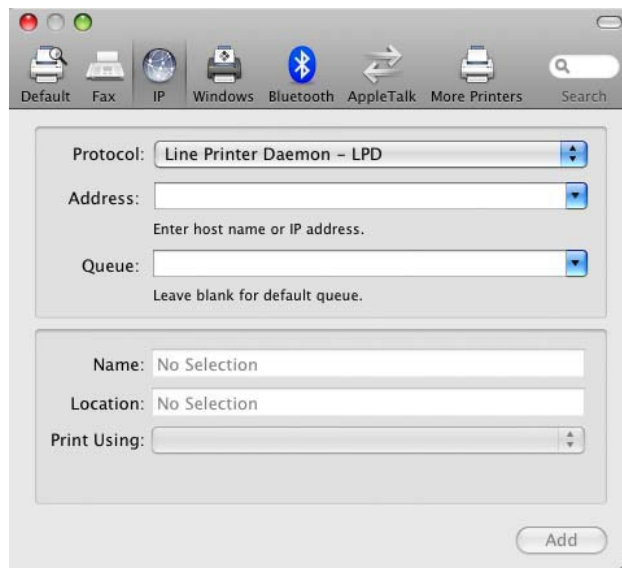 Default Fax IP Windows Bluetooth AppleTalk More Printers Search
Protocol: Line Printer Daemon – LPD
Address:
Enter host name or IP address.
Queue:
Leave blank for default queue.
Name: No Selection
Location: No Selection
Print Using:
Add